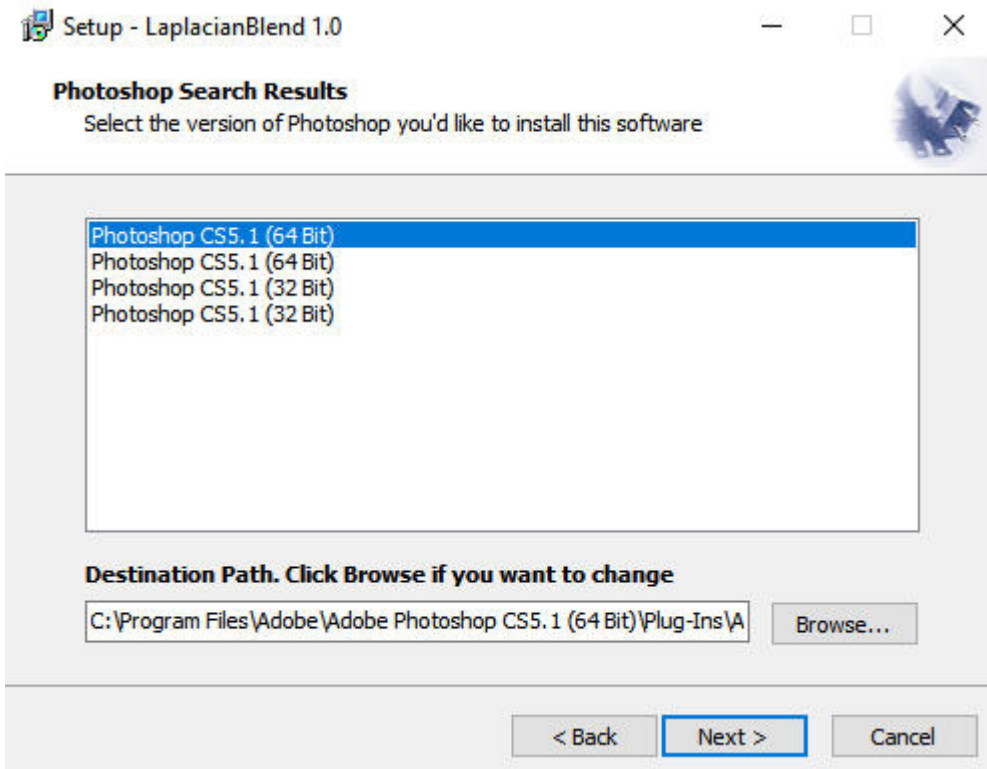 Setup - LaplacianBlend 1.0
Photoshop Search Results
Select the version of Photoshop you'd like to install this software
Photoshop CS5.1 (64 Bit)
Photoshop CS5.1 (64 Bit)
Photoshop CS5.1 (32 Bit)
Photoshop CS5.1 (32 Bit)
Destination Path. Click Browse if you want to change
C:\Program Files\Adobe\Adobe Photoshop CS5.1 (64 Bit)\Plug-Ins\A
Browse...
< Back Next > Cancel